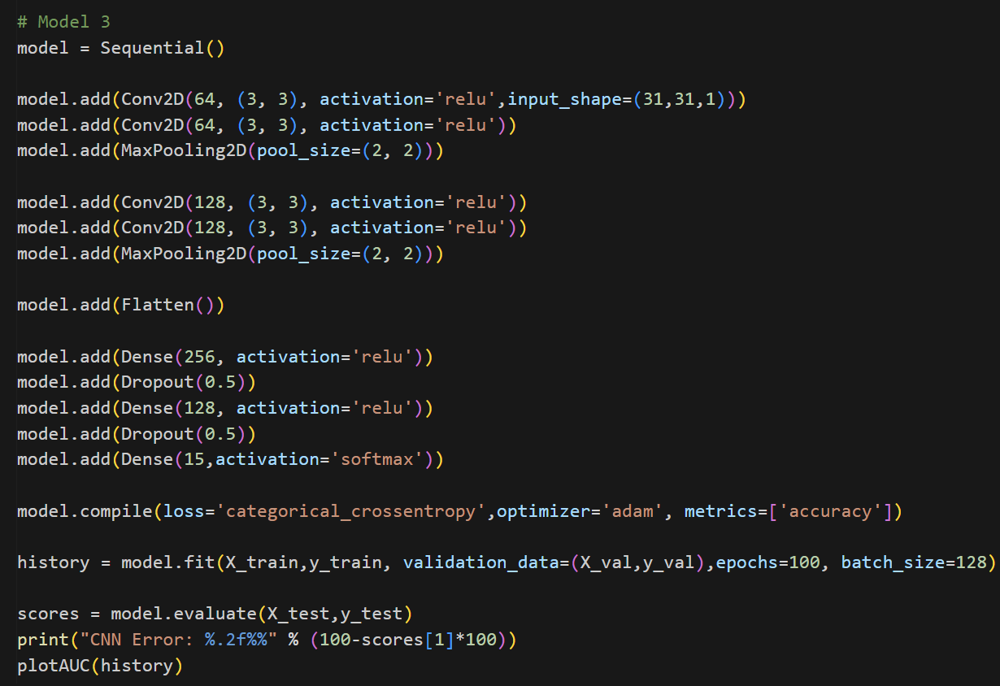 # Model 3
model = Sequential()
model.add(Conv2D(64, (3, 3), activation='relu',input_shape=(31,31,1)))
model.add(Conv2D(64, (3, 3), activation='relu'))
model.add(MaxPooling2D(pool_size=(2, 2)))
model.add(Conv2D(128, (3, 3), activation='relu'))
model.add(Conv2D(128, (3, 3), activation='relu'))
model.add(MaxPooling2D(pool_size=(2, 2)))
model.add(Flatten())
model.add(Dense(256, activation='relu'))
model.add(Dropout(0.5))
model.add(Dense(128, activation='relu'))
model.add(Dropout(0.5))
model.add(Dense(15,activation='softmax'))
model.compile(loss='categorical_crossentropy',optimizer='adam', metrics=['accuracy'])
history = model.fit(X_train,y_train, validation_data=(X_val,y_val),epochs=100, batch_size=128)
scores = model.evaluate(X_test,y_test)
print("CNN Error: %.2f%%" % (100-scores[1]*100))
plotAUC(history)